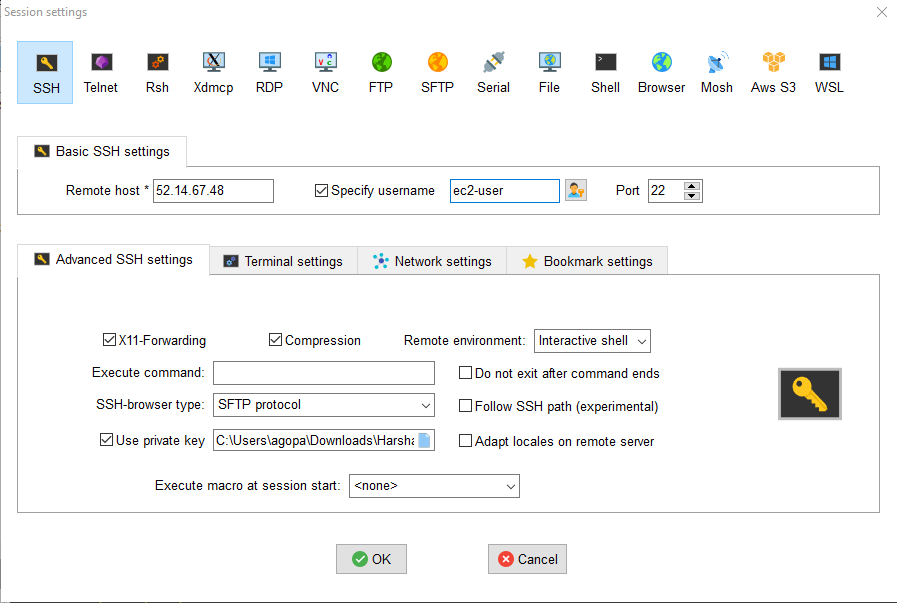 Session settings
SSH Telnet Rsh Xdmcp RDP VNC FTP SFTP Serial File Shell Browser Mosh Aws S3 WSL
Basic SSH settings
Remote host * 52.14.67.48 Specify username ec2-user Port 22
Advanced SSH settings Terminal settings Network settings Bookmark settings
X11-Forwarding Compression Remote environment: Interactive shell
Execute command: Do not exit after command ends
SSH-browser type: SFTP protocol Follow SSH path (experimental)
Use private key C:\Users\agopa\Downloads\Harsha Adapt locales on remote server
Execute macro at session start: <none>
OK Cancel